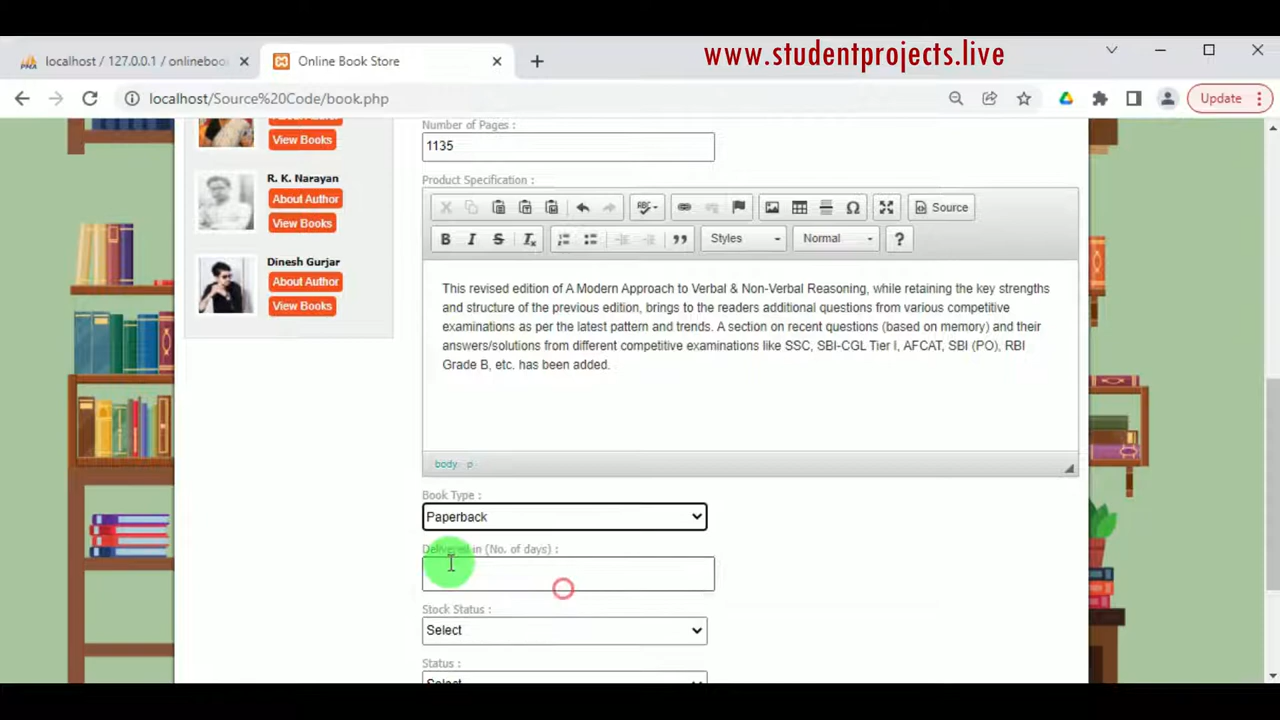 www.studentprojects.live
localhost / 127.0.0.1 / onlineboo
Online Book Store
localhost/Source%20Code/book.php
Update
View Books
R. K. Narayan
About Author
View Books
Dinesh Gurjar
About Author
View Books
Number of Pages :
1135
Product Specification :
Source
Styles
Normal
This revised edition of A Modern Approach to Verbal & Non-Verbal Reasoning, while retaining the key strengths
and structure of the previous edition, brings to the readers additional questions from various competitive
examinations as per the latest pattern and trends. A section on recent questions (based on memory) and their
answers/solutions from different competitive examinations like SSC, SBI-CGL Tier I, AFCAT, SBI (PO), RBI
Grade B, etc. has been added.
body p
Book Type :
Paperback
Delivered in (No. of days) :
Stock Status :
Select
Status :